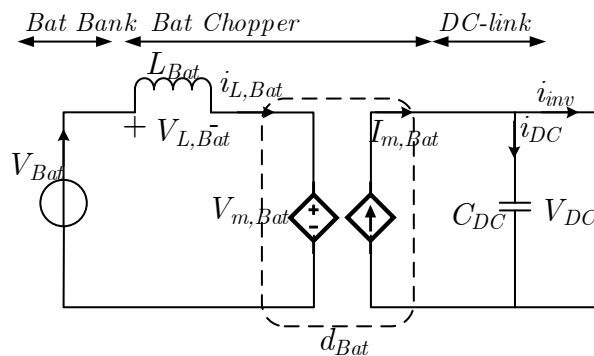 Bat Bank Bat Chopper DC-link
L_Bat i_L,Bat i_inv
+ V_L,Bat - I_m,Bat i_DC
V_Bat
V_m,Bat + - C_DC V_DC
d_Bat